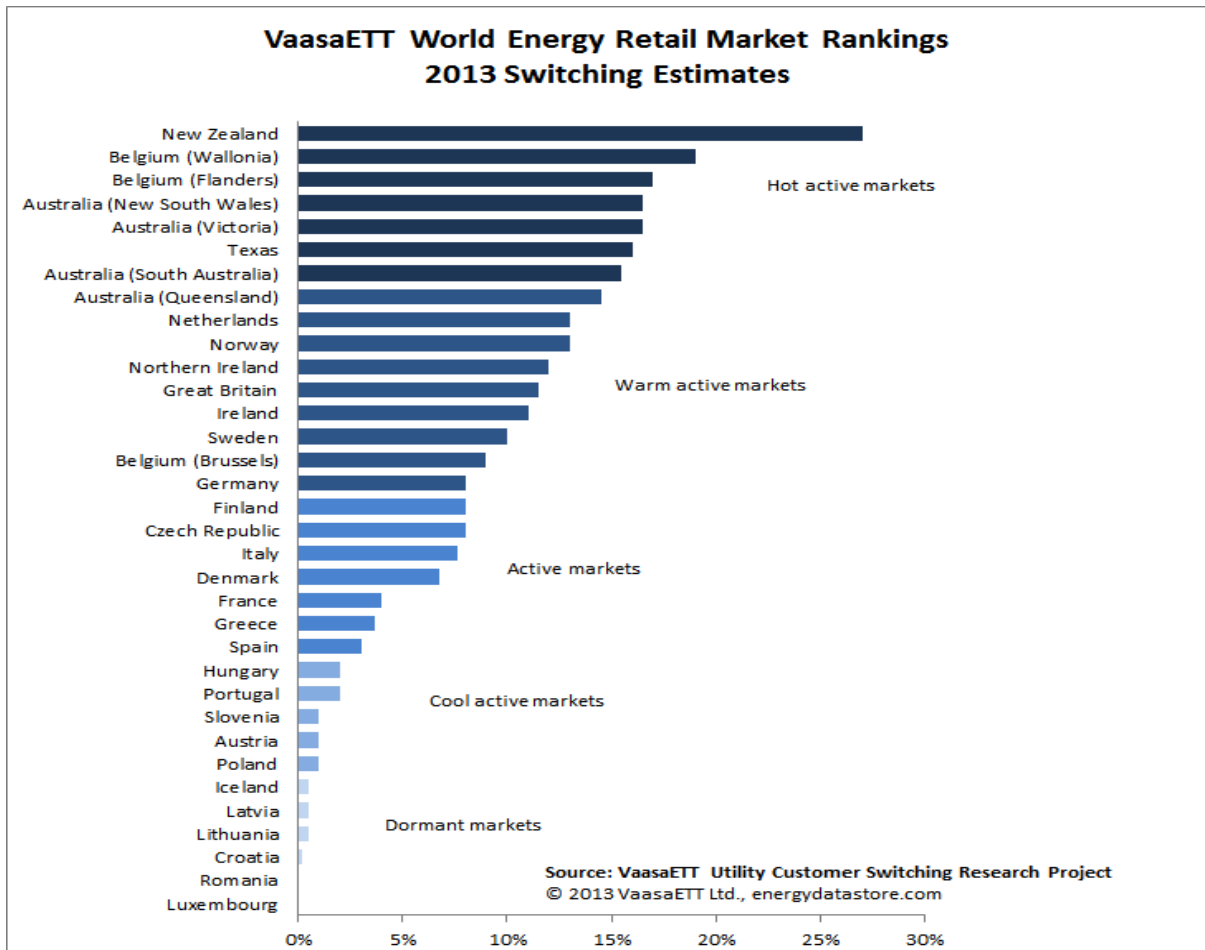 VaasaETT World Energy Retail Market Rankings
2013 Switching Estimates
New Zealand
Belgium (Wallonia)
Belgium (Flanders)
Hot active markets
Australia (New South Wales)
Australia (Victoria)
Texas
Australia (South Australia)
Australia (Queensland)
Netherlands
Norway
Northern Ireland
Great Britain
Warm active markets
Ireland
Sweden
Belgium (Brussels)
Germany
Finland
Czech Republic
Italy
Active markets
Denmark
France
Greece
Spain
Hungary
Portugal
Cool active markets
Slovenia
Austria
Poland
Iceland
Latvia
Dormant markets
Lithuania
Croatia
Romania
Luxembourg
Source: VaasaETT Utility Customer Switching Research Project
© 2013 VaasaETT Ltd., energydatastore.com
0% 5% 10% 15% 20% 25% 30%